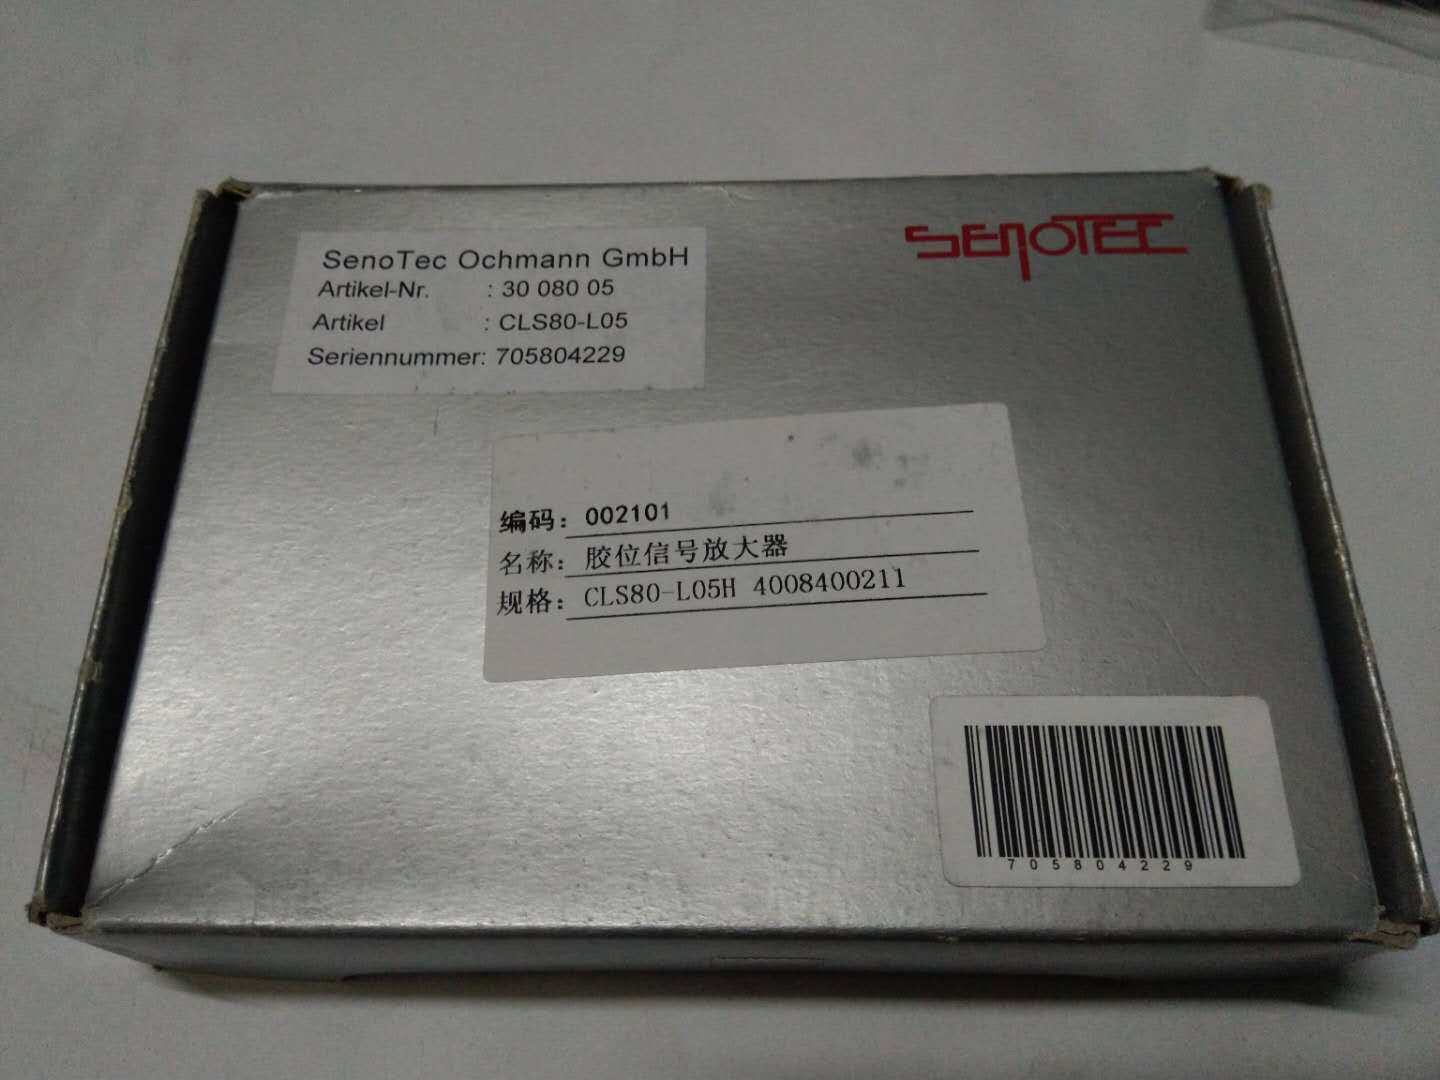 SENOTEC
SenoTec Ochmann GmbH
Artikel-Nr. : 30 080 05
Artikel : CLS80-L05
Seriennummer: 705804229
编码: 002101
名称: 胶位信号放大器
规格: CLS80-L05H 4008400211
705804229